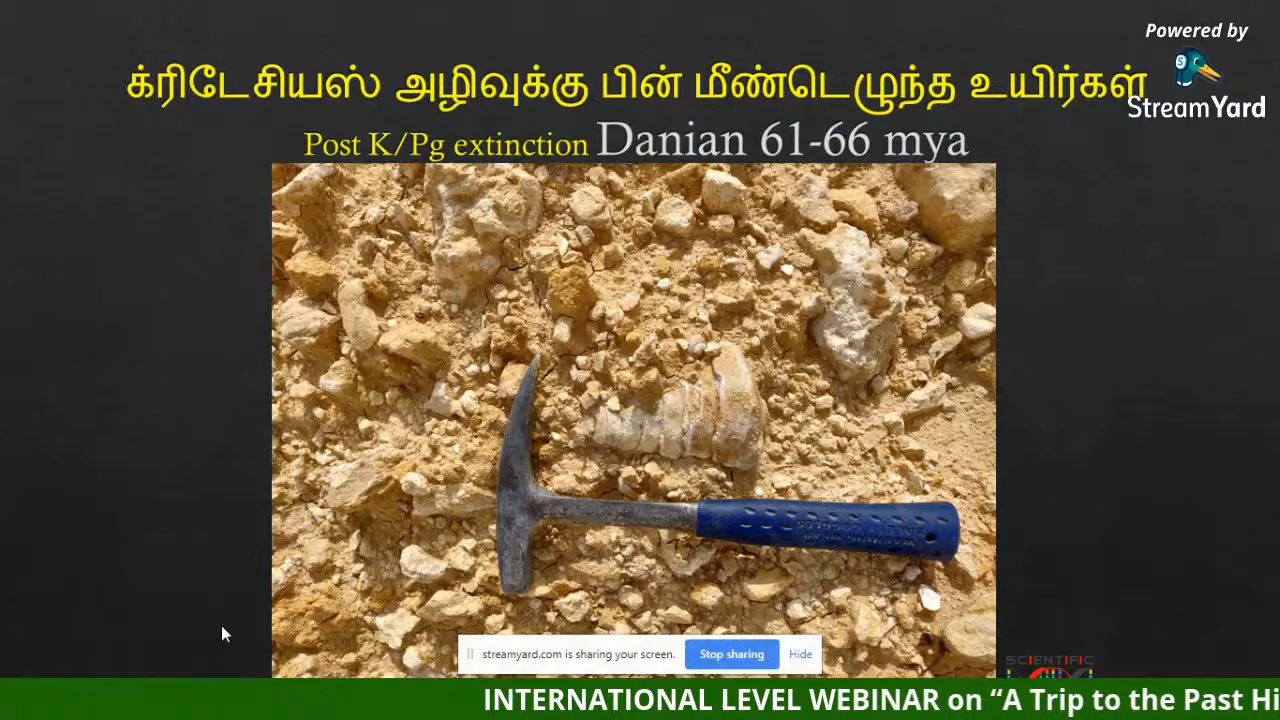 Powered by
StreamYard
க்ரிடேசியஸ் அழிவுக்கு பின் மீண்டெழுந்த உயிர்கள்
Post K/Pg extinction Danian 61-66 mya
streamyard.com is sharing your screen. Stop sharing Hide
SCIENTIFIC
INTERNATIONAL LEVEL WEBINAR on “A Trip to the Past Hi